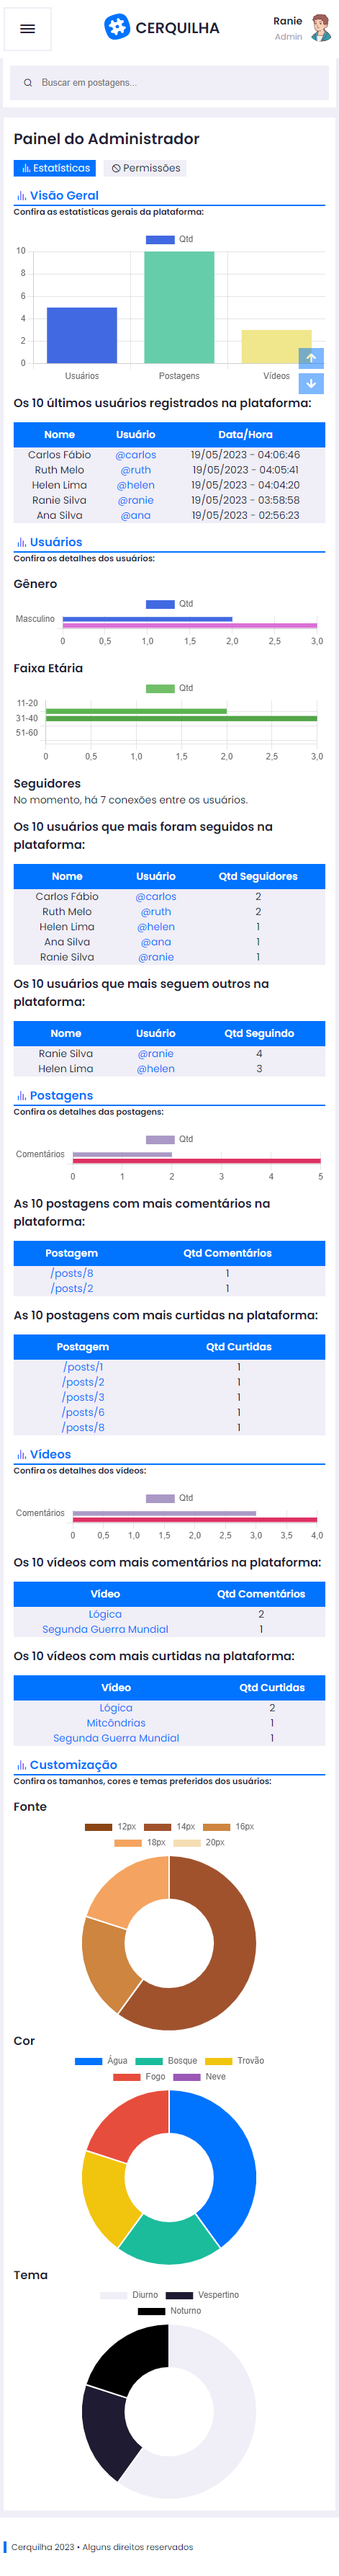 CERQUILHA
Ranie
Admin
Buscar em postagens...
Painel do Administrador
Estatísticas
Permissões
Visão Geral
Confira as estatísticas gerais da plataforma:
Qtd
10
8
6
4
2
0
Usuários Postagens Vídeos
Os 10 últimos usuários registrados na plataforma:
Nome Usuário Data/Hora
Carlos Fábio @carlos 19/05/2023 - 04:06:46
Ruth Melo @ruth 19/05/2023 - 04:05:41
Helen Lima @helen 19/05/2023 - 04:04:20
Ranie Silva @ranie 19/05/2023 - 03:58:58
Ana Silva @ana 19/05/2023 - 02:56:23
Usuários
Confira os detalhes dos usuários:
Gênero
Qtd
Masculino
0 0,5 1,0 1,5 2,0 2,5 3,0
Faixa Etária
Qtd
11-20
31-40
51-60
0 0,5 1,0 1,5 2,0 2,5 3,0
Seguidores
No momento, há 7 conexões entre os usuários.
Os 10 usuários que mais foram seguidos na
plataforma:
Nome Usuário Qtd Seguidores
Carlos Fábio @carlos 2
Ruth Melo @ruth 2
Helen Lima @helen 1
Ana Silva @ana 1
Ranie Silva @ranie 1
Os 10 usuários que mais seguem outros na
plataforma:
Nome Usuário Qtd Seguindo
Ranie Silva @ranie 4
Helen Lima @helen 3
Postagens
Confira os detalhes das postagens:
Qtd
Comentários
0 1 2 3 4 5
As 10 postagens com mais comentários na
plataforma:
Postagem Qtd Comentários
/posts/8 1
/posts/2 1
As 10 postagens com mais curtidas na plataforma:
Postagem Qtd Curtidas
/posts/1 1
/posts/2 1
/posts/3 1
/posts/6 1
/posts/8 1
Vídeos
Confira os detalhes dos vídeos:
Qtd
Comentários
0 0,5 1,0 1,5 2,0 2,5 3,0 3,5 4,0
Os 10 vídeos com mais comentários na plataforma:
Vídeo Qtd Comentários
Lógica 2
Segunda Guerra Mundial 1
Os 10 vídeos com mais curtidas na plataforma:
Vídeo Qtd Curtidas
Lógica 2
Mitcôndrias 1
Segunda Guerra Mundial 1
Customização
Confira os tamanhos, cores e temas preferidos dos usuários:
Fonte
12px 14px 16px
18px 20px
Cor
Água Bosque Trovão
Fogo Neve
Tema
Diurno Vespertino
Noturno
Cerquilha 2023 • Alguns direitos reservados